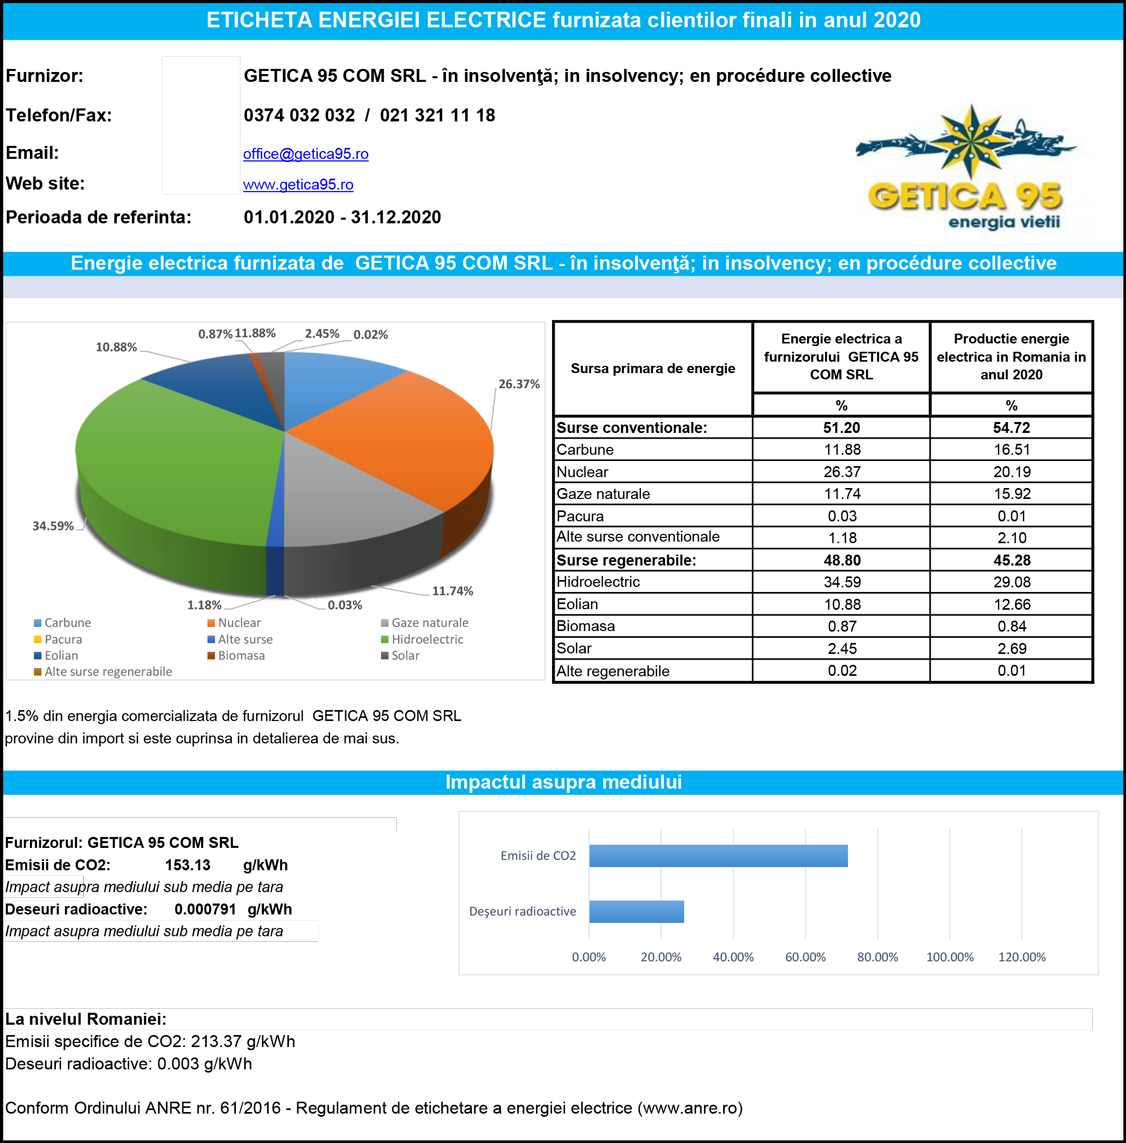 ETICHETA ENERGIEI ELECTRICE furnizata clientilor finali in anul 2020
Furnizor: GETICA 95 COM SRL - în insolvenţă; in insolvency; en procédure collective
Telefon/Fax: 0374 032 032 / 021 321 11 18
Email: office@getica95.ro
Web site: www.getica95.ro
Perioada de referinta: 01.01.2020 - 31.12.2020
GETICA 95
energia vietii
Energie electrica furnizata de GETICA 95 COM SRL - în insolvenţă; in insolvency; en procédure collective
0.87% 11.88% 2.45% 0.02%
10.88%
26.37%
34.59%
11.74%
1.18% 0.03%
Carbune Nuclear Gaze naturale
Pacura Alte surse Hidroelectric
Eolian Biomasa Solar
Alte surse regenerabile
Sursa primara de energie
Energie electrica a
furnizorului GETICA 95
COM SRL
Productie energie
electrica in Romania in
anul 2020
% %
Surse conventionale: 51.20 54.72
Carbune 11.88 16.51
Nuclear 26.37 20.19
Gaze naturale 11.74 15.92
Pacura 0.03 0.01
Alte surse conventionale 1.18 2.10
Surse regenerabile: 48.80 45.28
Hidroelectric 34.59 29.08
Eolian 10.88 12.66
Biomasa 0.87 0.84
Solar 2.45 2.69
Alte regenerabile 0.02 0.01
1.5% din energia comercializata de furnizorul GETICA 95 COM SRL
provine din import si este cuprinsa in detalierea de mai sus.
Impactul asupra mediului
Furnizorul: GETICA 95 COM SRL
Emisii de CO2: 153.13 g/kWh
Impact asupra mediului sub media pe tara
Deseuri radioactive: 0.000791 g/kWh
Impact asupra mediului sub media pe tara
Emisii de CO2
Deşeuri radioactive
0.00% 20.00% 40.00% 60.00% 80.00% 100.00% 120.00%
La nivelul Romaniei:
Emisii specifice de CO2: 213.37 g/kWh
Deseuri radioactive: 0.003 g/kWh
Conform Ordinului ANRE nr. 61/2016 - Regulament de etichetare a energiei electrice (www.anre.ro)